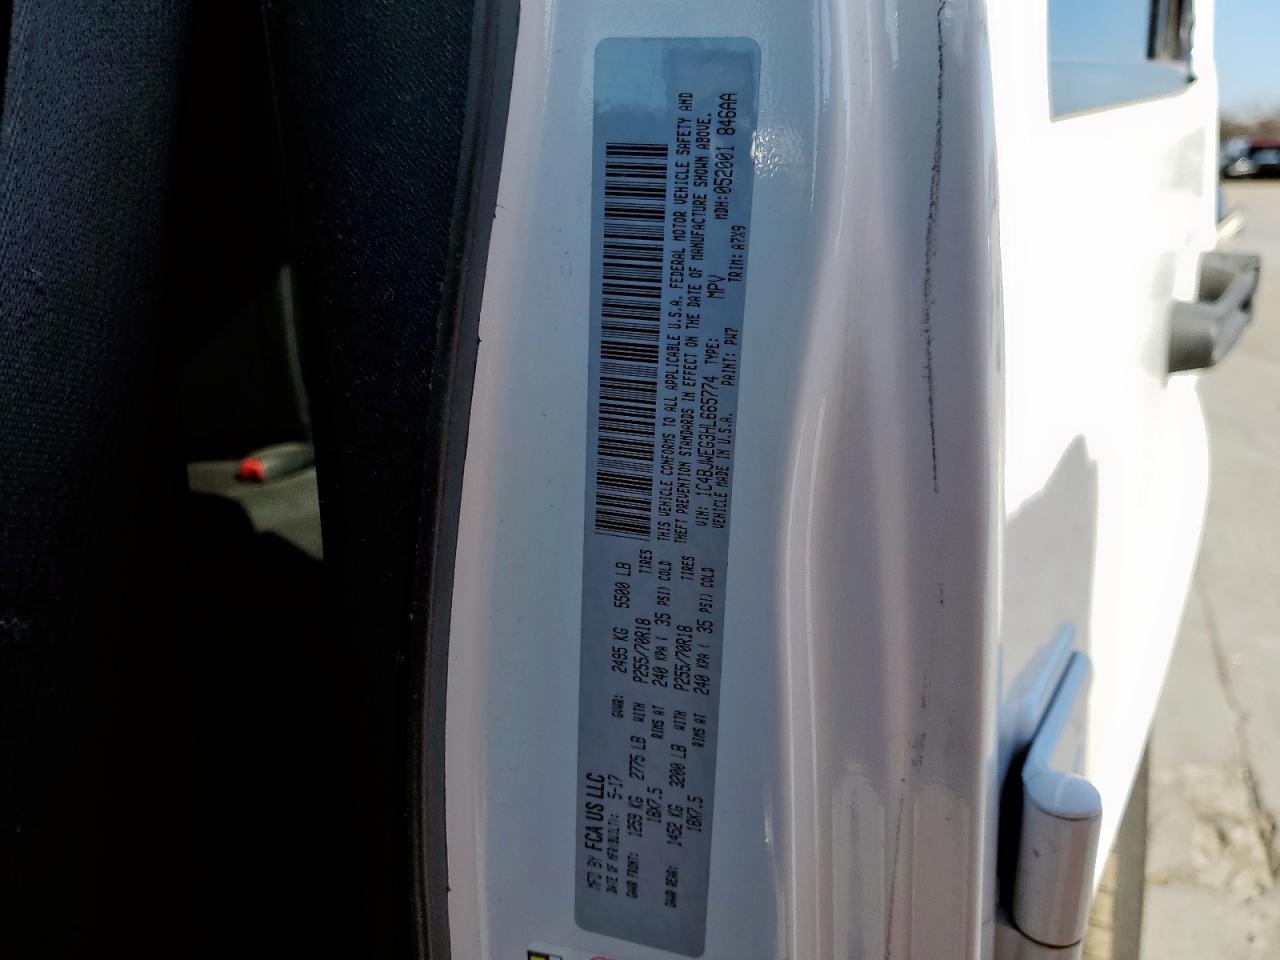 MFD BY FCA US LLC
DATE OF MFR(BUILT): 5-17 GVWR: 2495 KG 5500 LB
GAWR FRONT: 1259 KG 2775 LB WITH P255/70R18 TIRES
18X7.5 RIMS AT 240 KPA ( 35 PSI) COLD
GAWR REAR: 1452 KG 3200 LB WITH P255/70R18 TIRES
18X7.5 RIMS AT 240 KPA ( 35 PSI) COLD
THIS VEHICLE CONFORMS TO ALL APPLICABLE U.S.A. FEDERAL MOTOR VEHICLE SAFETY AND
THEFT PREVENTION STANDARDS IN EFFECT ON THE DATE OF MANUFACTURE SHOWN ABOVE.
VIN: 1C4BJWEG3HL665774 TYPE: MPV MDH:052001 846AA
VEHICLE MADE IN U.S.A. PAINT: PW7 TRIM: A7X9